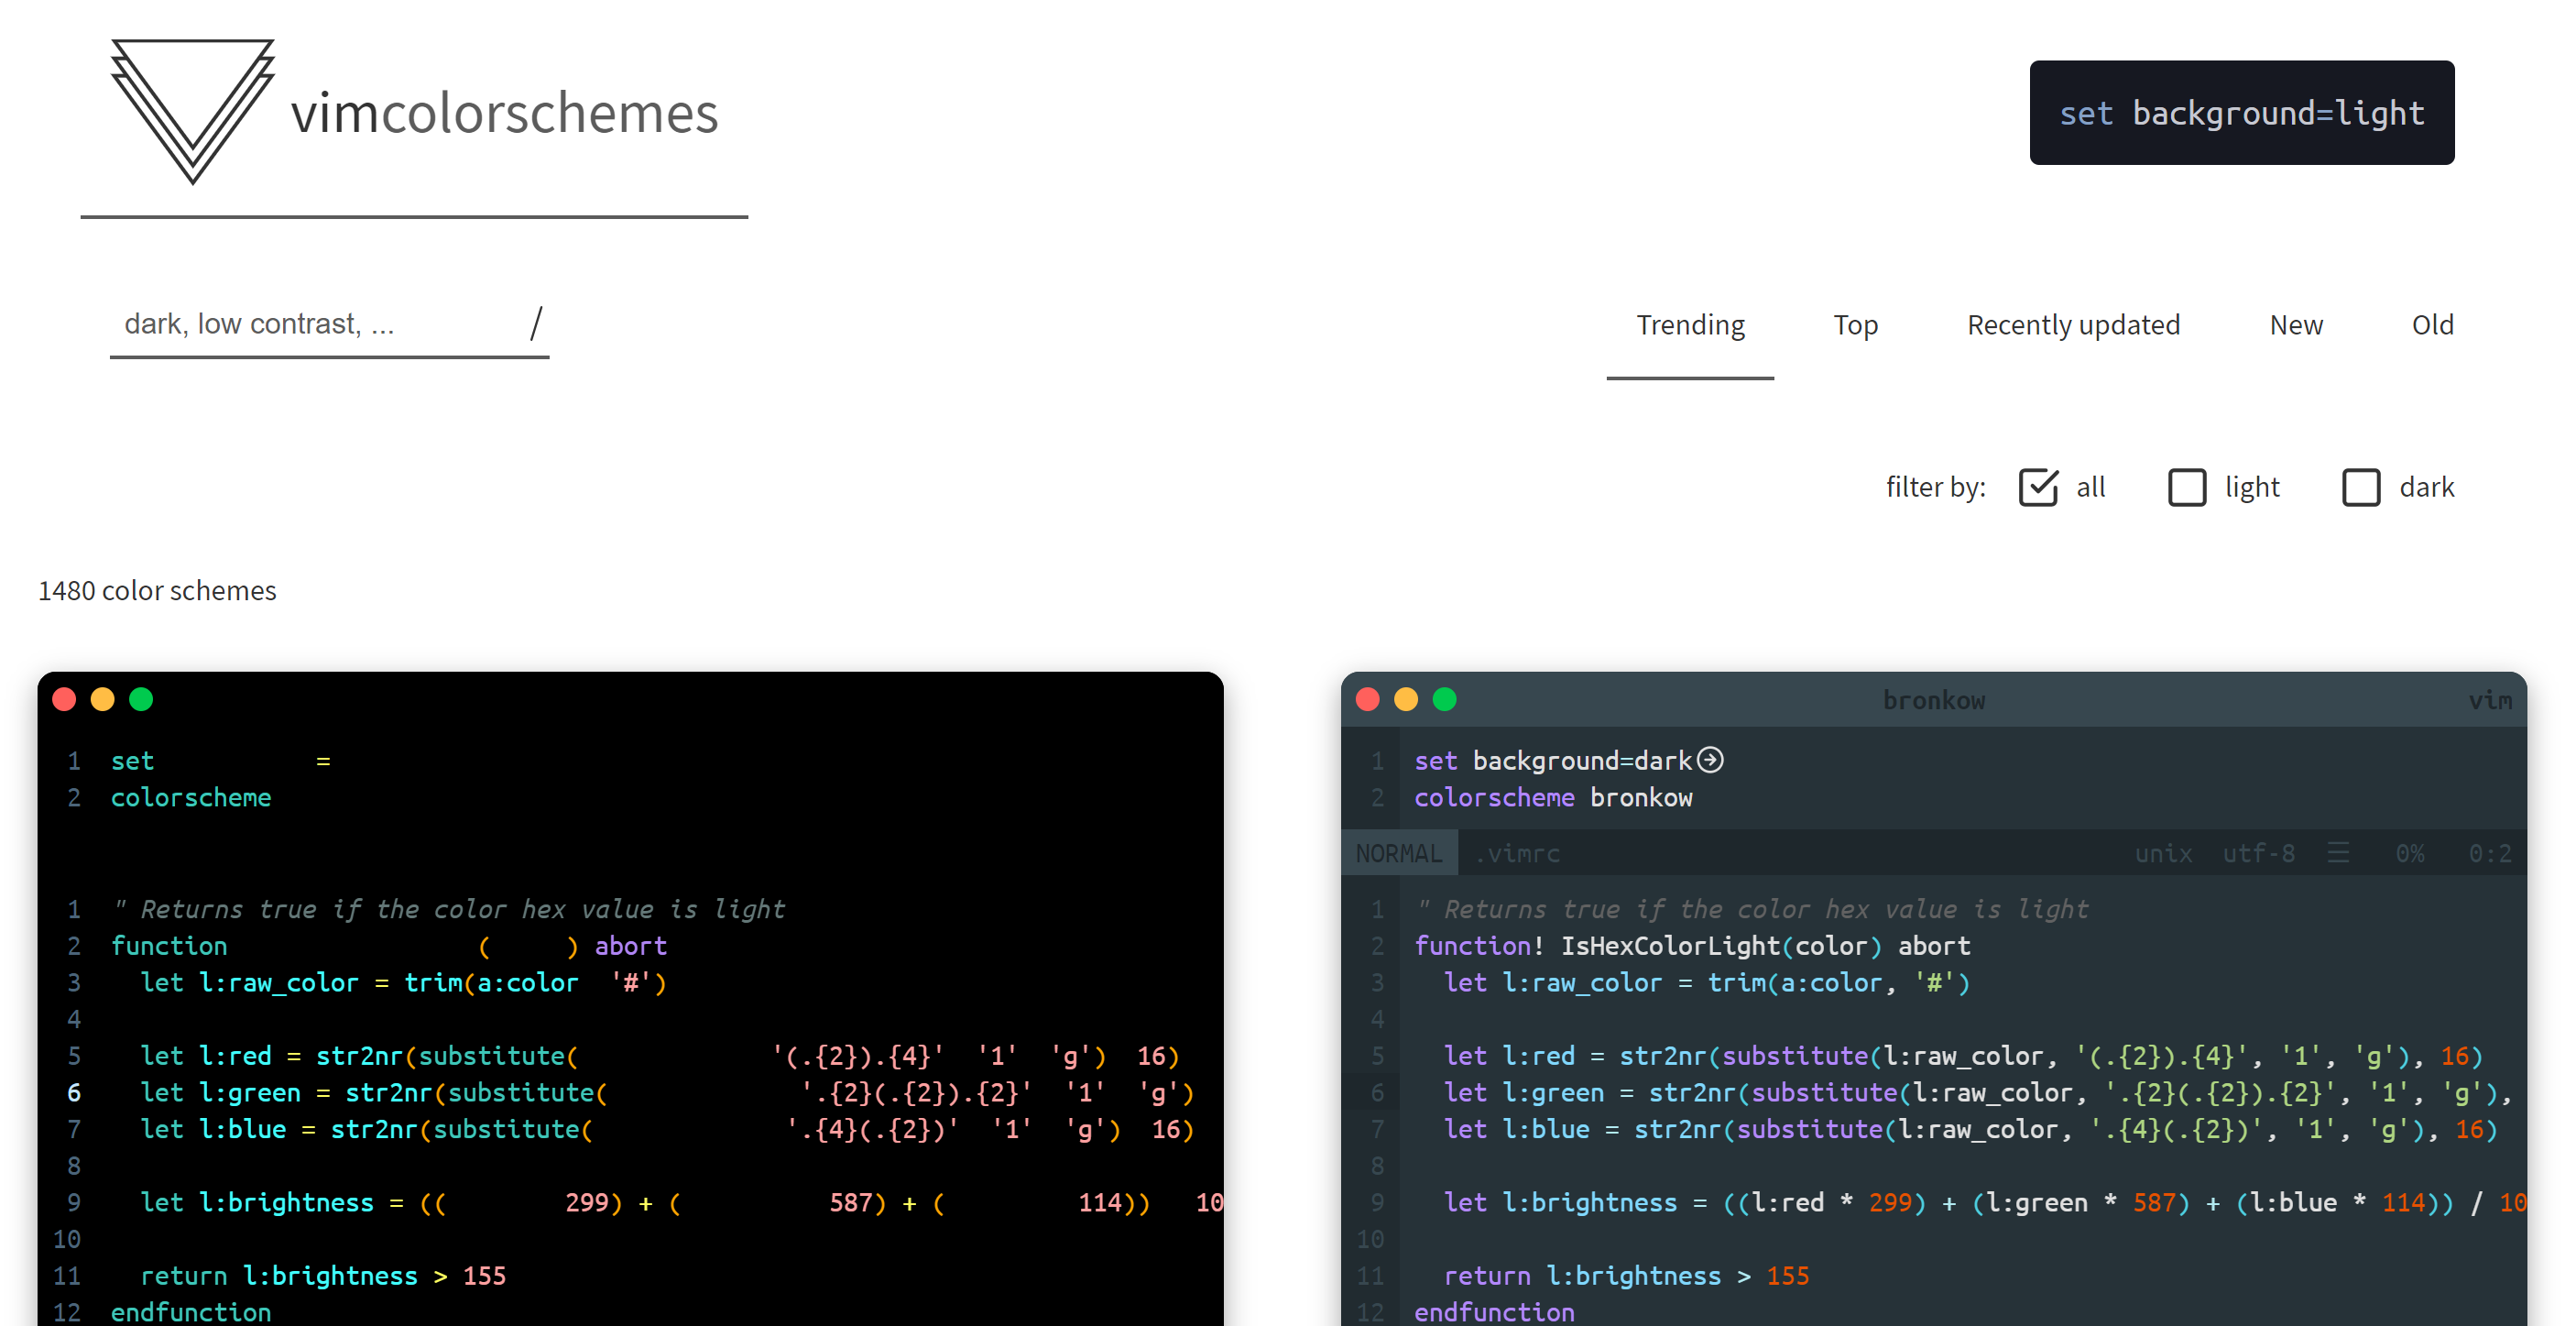 vimcolorschemes
set background=light
dark, low contrast, ... /
Trending Top Recently updated New Old
filter by: all light dark
1480 color schemes
1 set =
2 colorscheme
1 " Returns true if the color hex value is light
2 function ( ) abort
3 let l:raw_color = trim(a:color '#')
4
5 let l:red = str2nr(substitute( '(.{2}).{4}' '1' 'g') 16)
6 let l:green = str2nr(substitute( '.{2}(.{2}).{2}' '1' 'g')
7 let l:blue = str2nr(substitute( '.{4}(.{2})' '1' 'g') 16)
8
9 let l:brightness = (( 299) + ( 587) + ( 114)) 10
10
11 return l:brightness > 155
12 endfunction
bronkow vim
1 set background=dark
2 colorscheme bronkow
NORMAL .vimrc unix utf-8 ☰ 0% 0:2
1 " Returns true if the color hex value is light
2 function! IsHexColorLight(color) abort
3 let l:raw_color = trim(a:color, '#')
4
5 let l:red = str2nr(substitute(l:raw_color, '(.{2}).{4}', '1', 'g'), 16)
6 let l:green = str2nr(substitute(l:raw_color, '.{2}(.{2}).{2}', '1', 'g'),
7 let l:blue = str2nr(substitute(l:raw_color, '.{4}(.{2})', '1', 'g'), 16)
8
9 let l:brightness = ((l:red * 299) + (l:green * 587) + (l:blue * 114)) / 10
10
11 return l:brightness > 155
12 endfunction